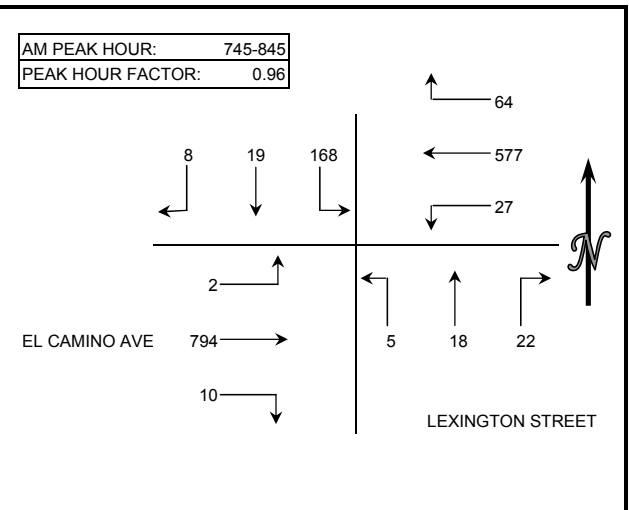 AM PEAK HOUR: 745-845
PEAK HOUR FACTOR: 0.96
64
8 19 168 577
27
N
2
EL CAMINO AVE 794 5 18 22
10
LEXINGTON STREET